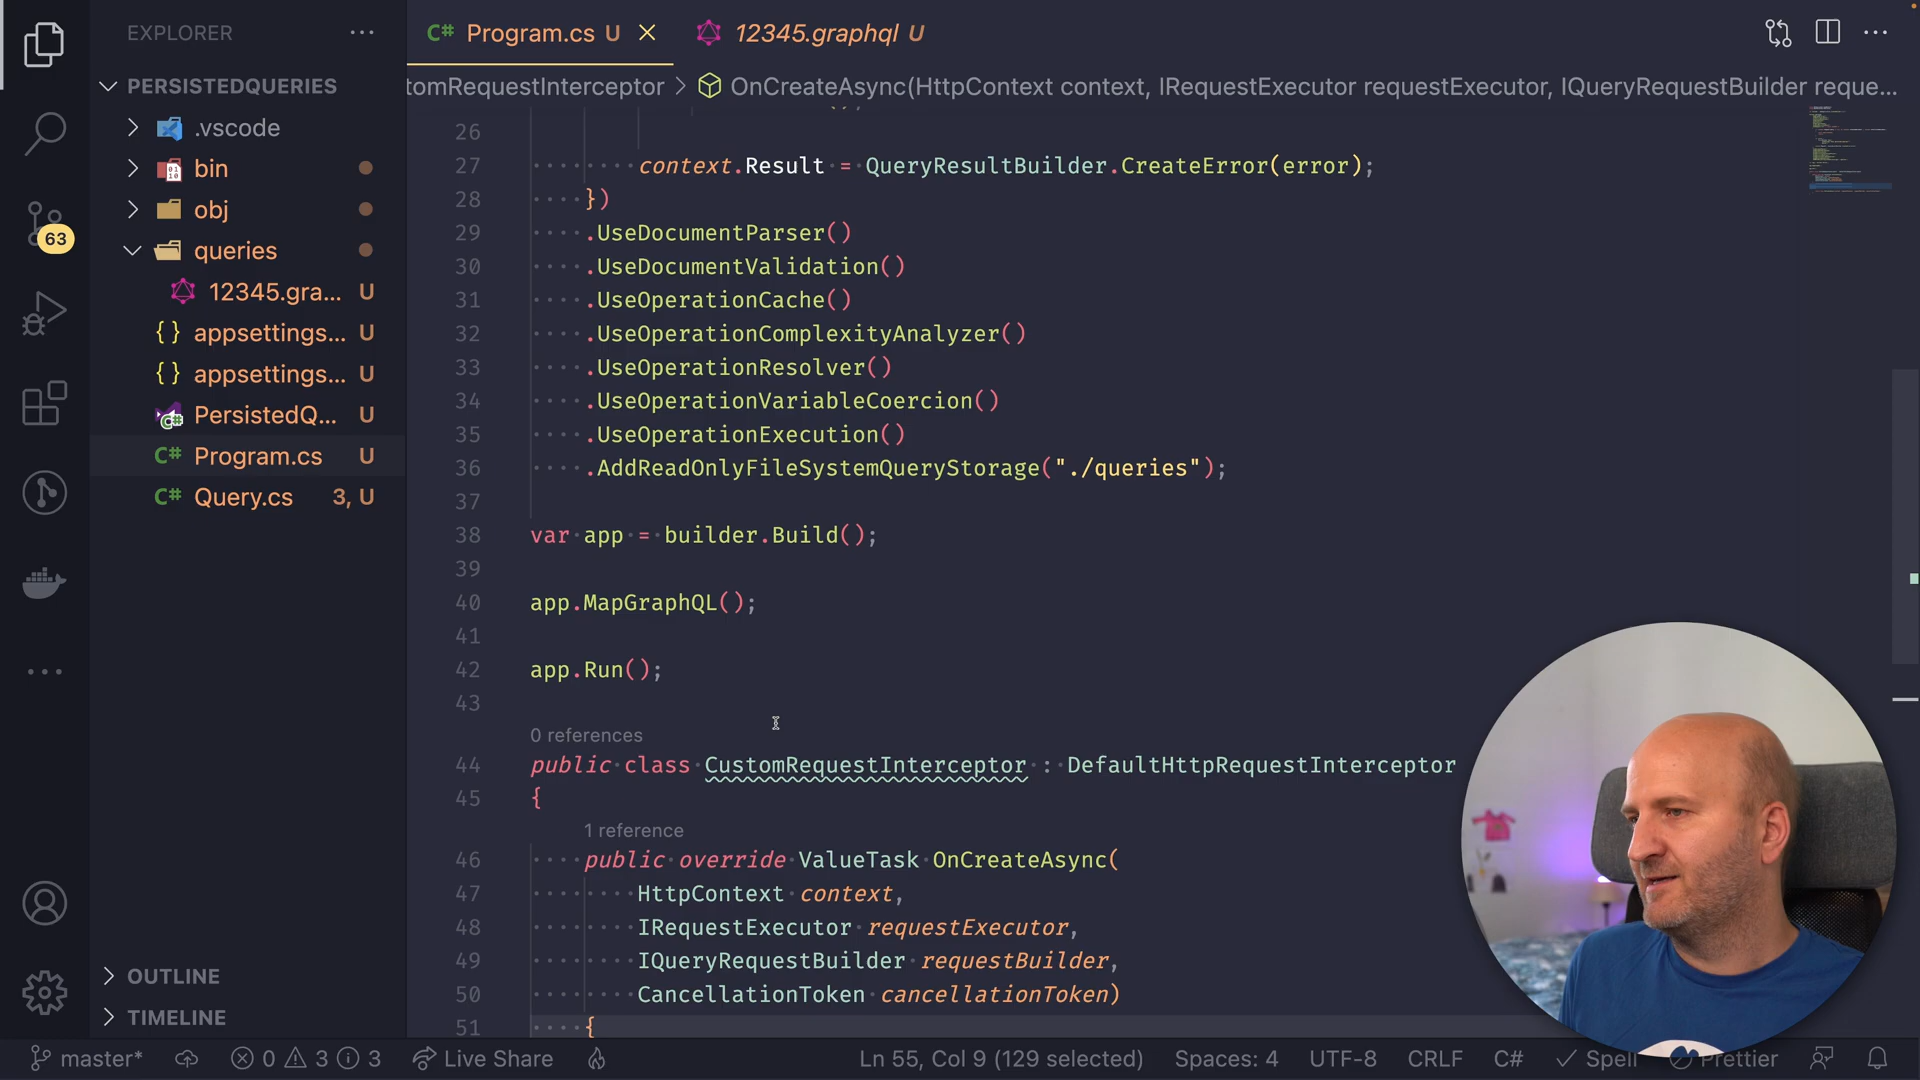 EXPLORER
PERSISTEDQUERIES
.vscode
bin
obj
queries
12345.gra... U
appsettings... U
appsettings... U
PersistedQ... U
C# Program.cs U
C# Query.cs 3, U
OUTLINE
TIMELINE
63
C# Program.cs U
12345.graphql U
tomRequestInterceptor > OnCreateAsync(HttpContext context, IRequestExecutor requestExecutor, IQueryRequestBuilder reque...
26
27 context.Result = QueryResultBuilder.CreateError(error);
28 })
29 .UseDocumentParser()
30 .UseDocumentValidation()
31 .UseOperationCache()
32 .UseOperationComplexityAnalyzer()
33 .UseOperationResolver()
34 .UseOperationVariableCoercion()
35 .UseOperationExecution()
36 .AddReadOnlyFileSystemQueryStorage("./queries");
37
38 var app = builder.Build();
39
40 app.MapGraphQL();
41
42 app.Run();
43
0 references
44 public class CustomRequestInterceptor : DefaultHttpRequestInterceptor
45 {
1 reference
46 public override ValueTask OnCreateAsync(
47 HttpContext context,
48 IRequestExecutor requestExecutor,
49 IQueryRequestBuilder requestBuilder,
50 CancellationToken cancellationToken)
51 {
master* 0 3 3 Live Share Ln 55, Col 9 (129 selected) Spaces: 4 UTF-8 CRLF C# Spell Prettier